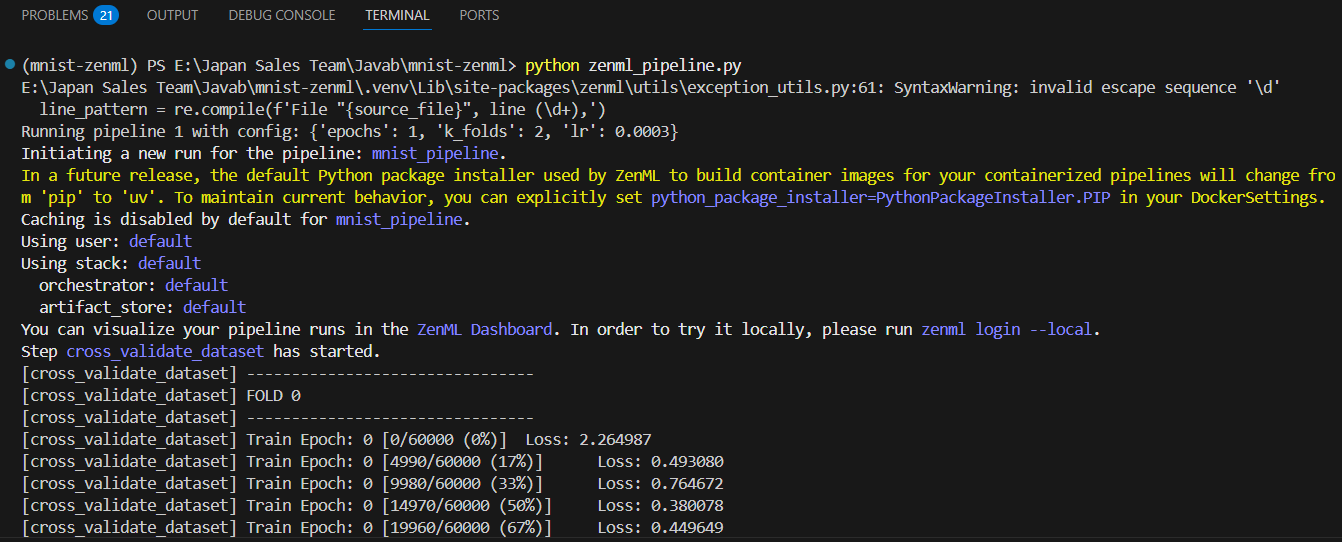 PROBLEMS 21 OUTPUT DEBUG CONSOLE TERMINAL PORTS
(mnist-zenml) PS E:\Japan Sales Team\Javab\mnist-zenml> python zenml_pipeline.py
E:\Japan Sales Team\Javab\mnist-zenml\.venv\Lib\site-packages\zenml\utils\exception_utils.py:61: SyntaxWarning: invalid escape sequence '\d'
  line_pattern = re.compile(f'File "{source_file}", line (\d+),')
Running pipeline 1 with config: {'epochs': 1, 'k_folds': 2, 'lr': 0.0003}
Initiating a new run for the pipeline: mnist_pipeline.
In a future release, the default Python package installer used by ZenML to build container images for your containerized pipelines will change fro
m 'pip' to 'uv'. To maintain current behavior, you can explicitly set python_package_installer=PythonPackageInstaller.PIP in your DockerSettings.
Caching is disabled by default for mnist_pipeline.
Using user: default
Using stack: default
  orchestrator: default
  artifact_store: default
You can visualize your pipeline runs in the ZenML Dashboard. In order to try it locally, please run zenml login --local.
Step cross_validate_dataset has started.
[cross_validate_dataset] --------------------------------
[cross_validate_dataset] FOLD 0
[cross_validate_dataset] --------------------------------
[cross_validate_dataset] Train Epoch: 0 [0/60000 (0%)]  Loss: 2.264987
[cross_validate_dataset] Train Epoch: 0 [4990/60000 (17%)]      Loss: 0.493080
[cross_validate_dataset] Train Epoch: 0 [9980/60000 (33%)]      Loss: 0.764672
[cross_validate_dataset] Train Epoch: 0 [14970/60000 (50%)]     Loss: 0.380078
[cross_validate_dataset] Train Epoch: 0 [19960/60000 (67%)]     Loss: 0.449649